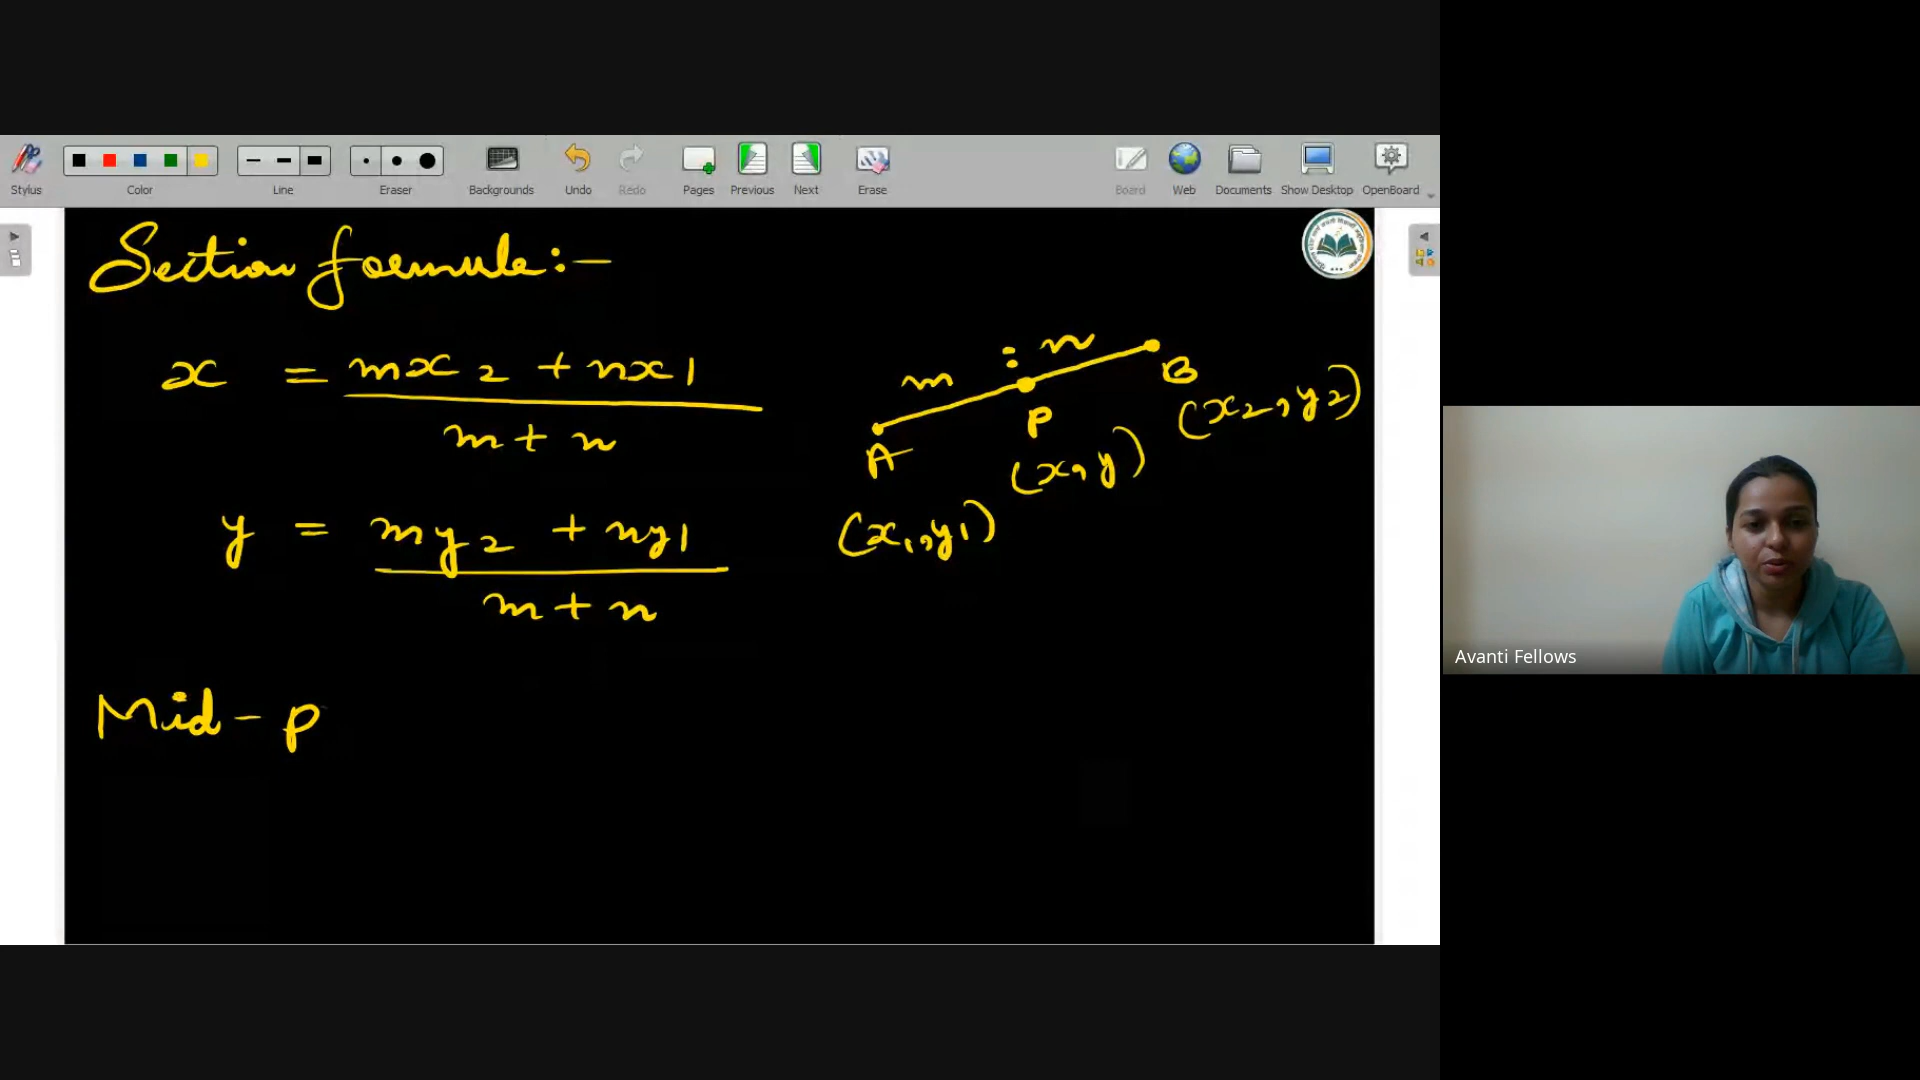 Stylus Color Line Eraser Backgrounds Undo Redo Pages Previous Next Erase Board Web Documents Show Desktop OpenBoard
Section formula:-
x = mx2 + nx1
m + n
y = my2 + ny1
m + n
m : n
A
P
B
(x1, y1)
(x, y)
(x2, y2)
Mid - p
Avanti Fellows